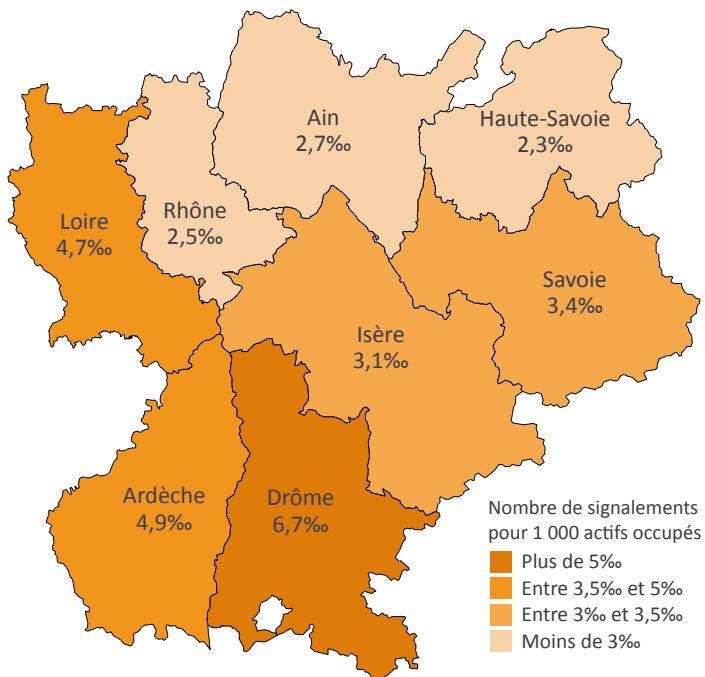 Ain
2,7‰
Haute-Savoie
2,3‰
Loire
4,7‰
Rhône
2,5‰
Savoie
3,4‰
Isère
3,1‰
Ardèche
4,9‰
Drôme
6,7‰
Nombre de signalements
pour 1 000 actifs occupés
Plus de 5‰
Entre 3,5‰ et 5‰
Entre 3‰ et 3,5‰
Moins de 3‰